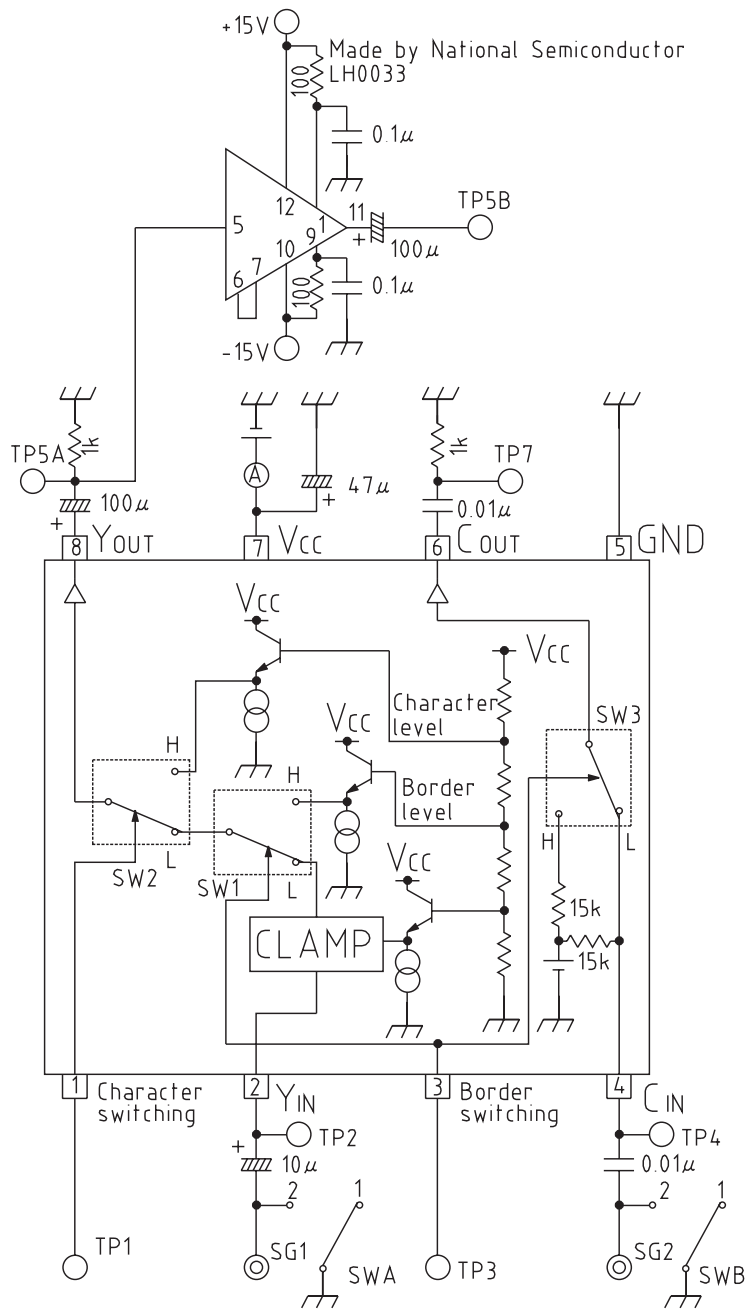 +15V
Made by National Semiconductor
LH0033
100
0.1μ
12
1
11
TP5B
5
+
100μ
9
10
7
6
100
0.1μ
-15V
1k
TP5A
100μ
+
8
YOUT
A
47μ
+
7
VCC
1k
TP7
0.01μ
6
COUT
5
GND
VCC
VCC
Character
level
SW3
H
VCC
H
Border
level
L
SW2
SW1
L
VCC
H
L
CLAMP
15k
15k
1
Character
switching
2
YIN
3
Border
switching
4
CIN
+
TP2
10μ
2
1
TP4
0.01μ
2
1
TP1
SG1
SWA
TP3
SG2
SWB